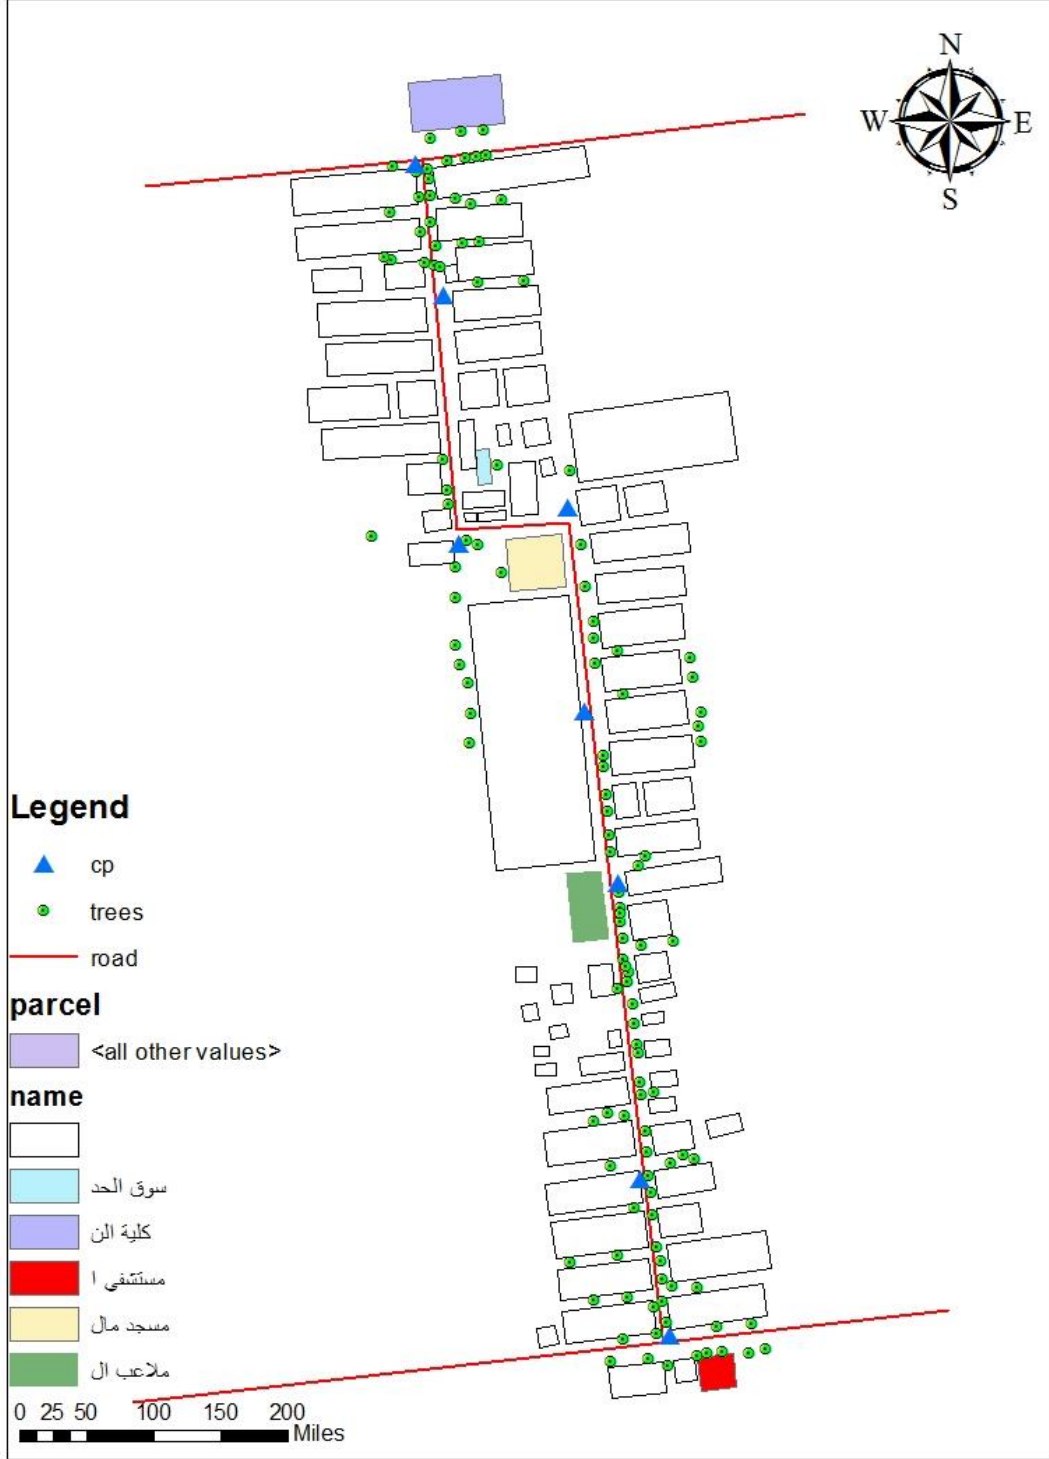 N
W E
S
Legend
cp
trees
road
parcel
<all other values>
name
سوق الحد
كلية الن
مستشفي ا
مسجد مال
ملاعب ال
0 25 50 100 150 200
Miles